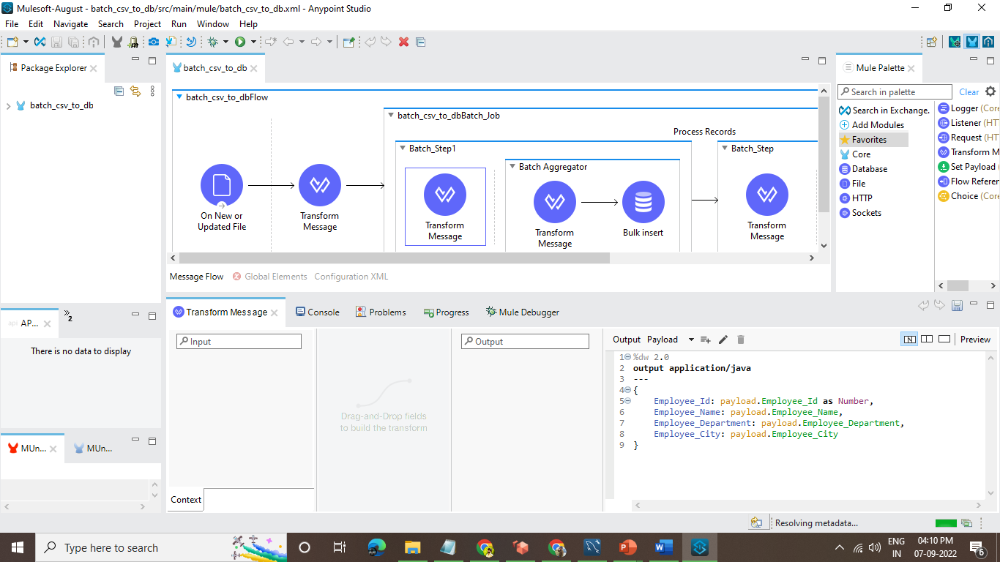 Mulesoft-August - batch_csv_to_db/src/main/mule/batch_csv_to_db.xml - Anypoint Studio
File Edit Navigate Search Project Run Window Help
Package Explorer
batch_csv_to_db
batch_csv_to_db
batch_csv_to_dbFlow
batch_csv_to_dbBatch_Job
Process Records
Batch_Step1
Batch_Step
Batch Aggregator
On New or
Updated File
Transform
Message
Transform
Message
Transform
Message
Bulk insert
Transform
Message
Message Flow Global Elements Configuration XML
Mule Palette
Search in palette
Clear
Search in Exchange.
Add Modules
Favorites
Core
Database
File
HTTP
Sockets
Logger (Core
Listener (HT
Request (HT
Transform M
Set Payload (
Flow Referen
Choice (Core
AP...
2
There is no data to display
MUn...
MUn...
Transform Message Console Problems Progress Mule Debugger
Input
Context
Drag-and-Drop fields
to build the transform
Output
Output Payload Preview
1 %dw 2.0
2 output application/java
3 ---
4 {
5 Employee_Id: payload.Employee_Id as Number,
6 Employee_Name: payload.Employee_Name,
7 Employee_Department: payload.Employee_Department,
8 Employee_City: payload.Employee_City
9 }
Resolving metadata...
Type here to search
ENG
IN
04:10 PM
07-09-2022
6